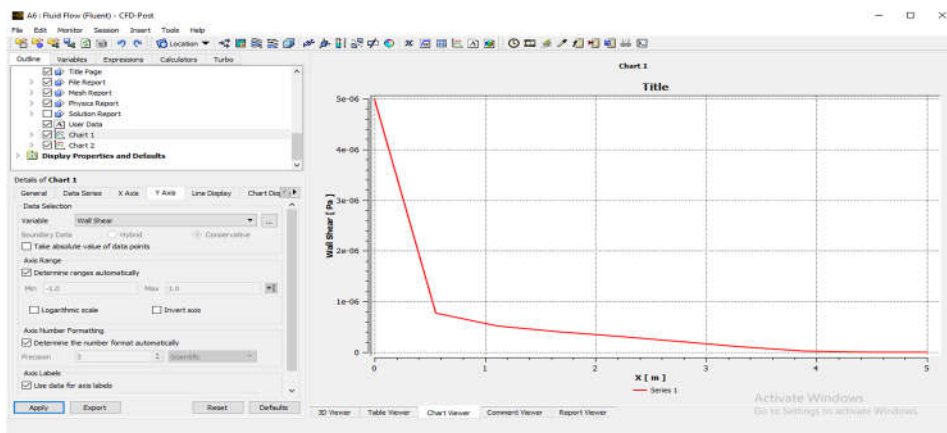 A6 : Fluid Flow (Fluent) - CFD-Post
File Edit Monitor Session Insert Tools Help
Location
Outline Variables Expressions Calculators Turbo
Title Page
File Report
Mesh Report
Physics Report
Solution Report
User Data
Chart 1
Chart 2
Display Properties and Defaults
Details of Chart 1
General Data Series X Axis Y Axis Line Display Chart Disp
Data Selection
Variable Wall Shear ...
Boundary Data Hybrid Conservative
Take absolute value of data points
Axis Range
Determine ranges automatically
Min -1.0 Max 1.0
Logarithmic scale Invert axis
Axis Number Formatting
Determine the number format automatically
Precision 3 Scientific
Axis Labels
Use data for axis labels
Apply Export Reset Defaults
Chart 1
Title
5e-06
4e-06
3e-06
2e-06
1e-06
0
Wall Shear [ Pa ]
0 1 2 3 4 5
X [ m ]
Series 1
Activate Windows
Go to Settings to activate Windows.
3D Viewer Table Viewer Chart Viewer Comment Viewer Report Viewer